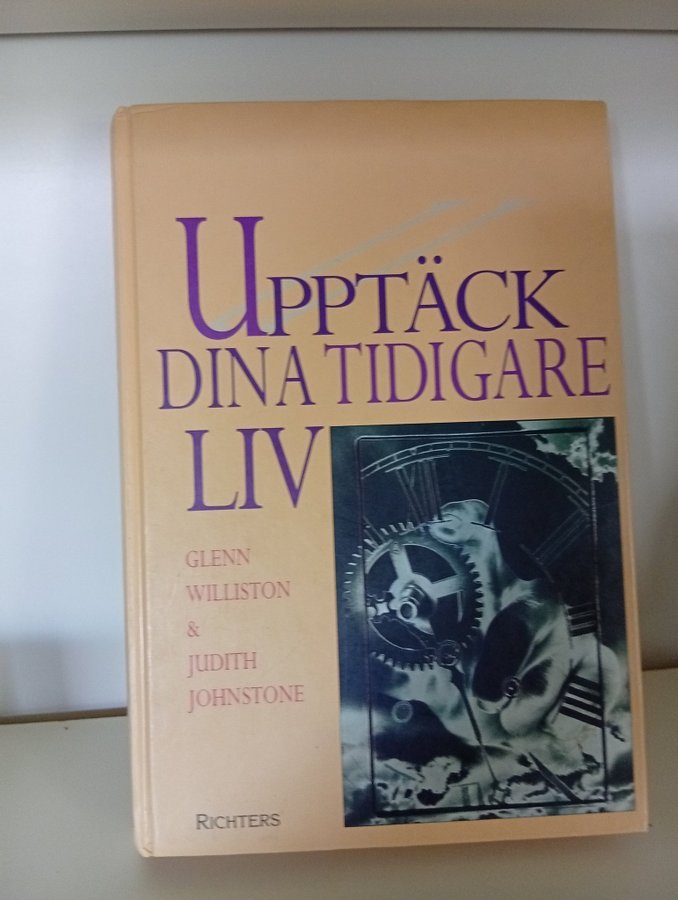 UPPTÄCK
DINA TIDIGARE
LIV
GLENN
WILLISTON
&
JUDITH
JOHNSTONE
RICHTERS